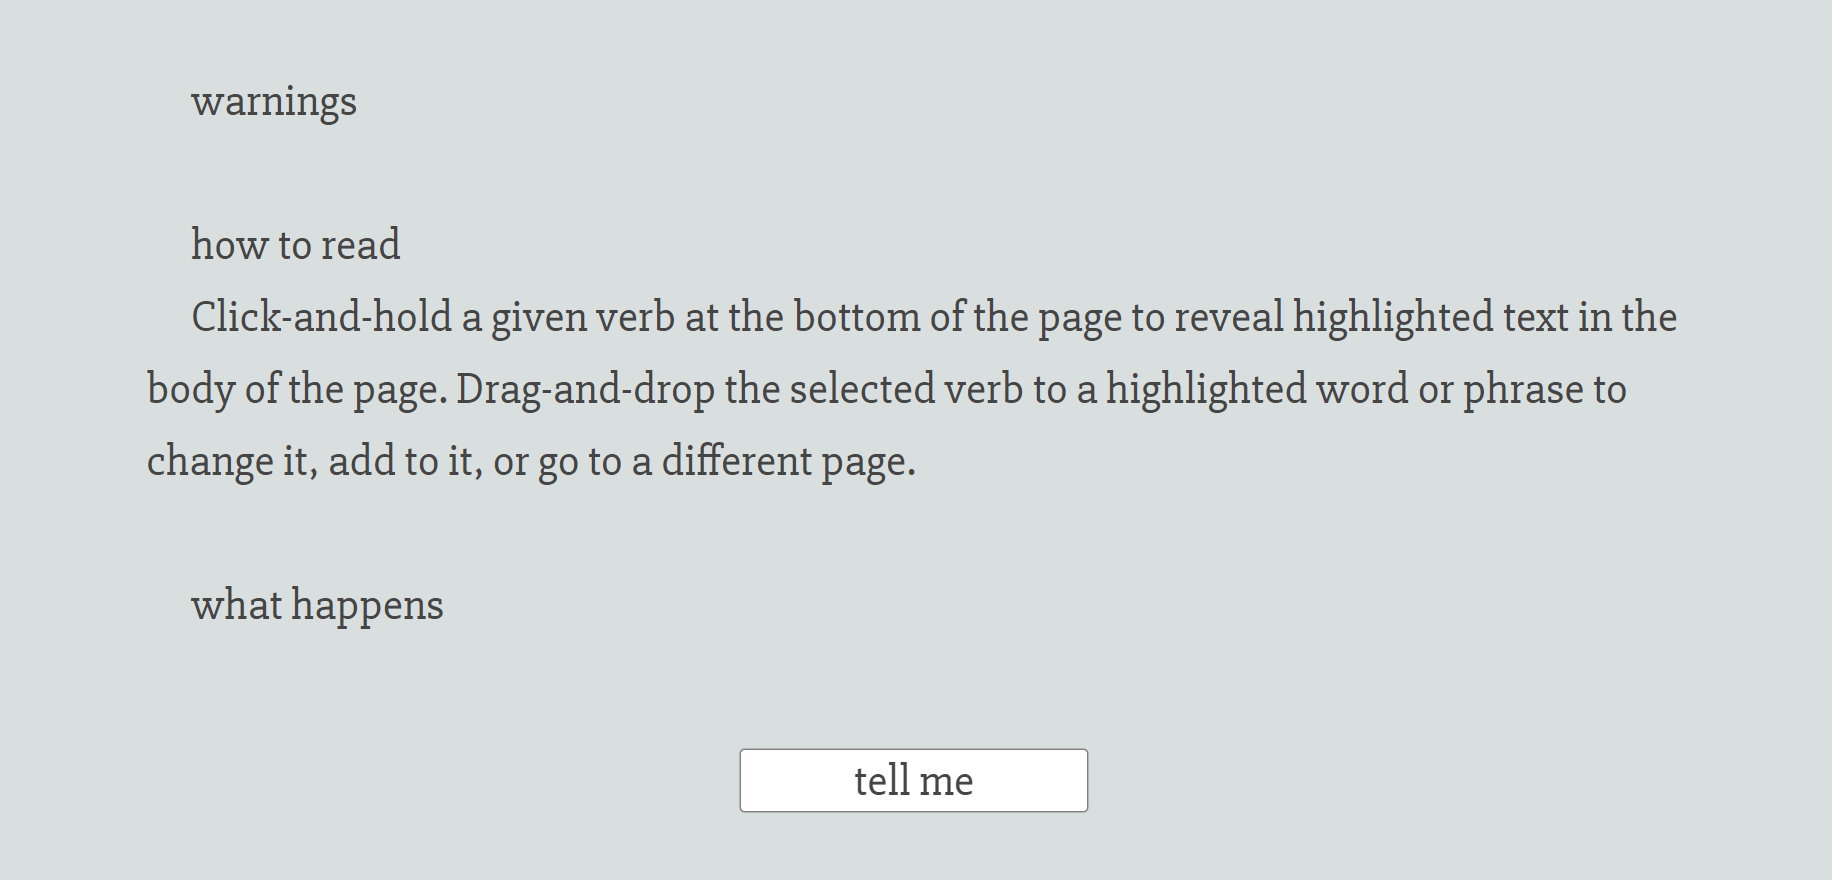 warnings
how to read
Click-and-hold a given verb at the bottom of the page to reveal highlighted text in the
body of the page. Drag-and-drop the selected verb to a highlighted word or phrase to
change it, add to it, or go to a different page.
what happens
tell me